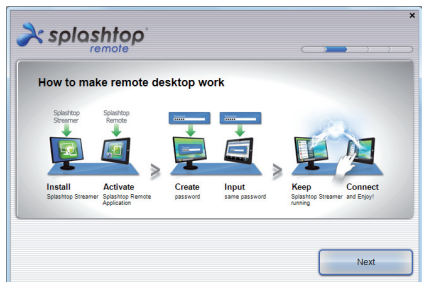 splashtop
remote
How to make remote desktop work
Splashtop Streamer
Splashtop Remote
Install
Splashtop Streamer
Activate
Splashtop Remote Application
Create
password
Input
same password
Keep
Splashtop Streamer running
Connect
and Enjoy!
Next